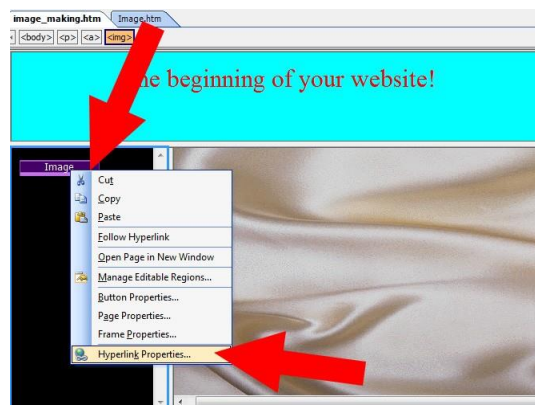 image_making.htm Image.htm
<body> <p> <a> <img>
he beginning of your website!
Image
Cut
Copy
Paste
Follow Hyperlink
Open Page in New Window
Manage Editable Regions...
Button Properties...
Page Properties...
Frame Properties...
Hyperlink Properties...